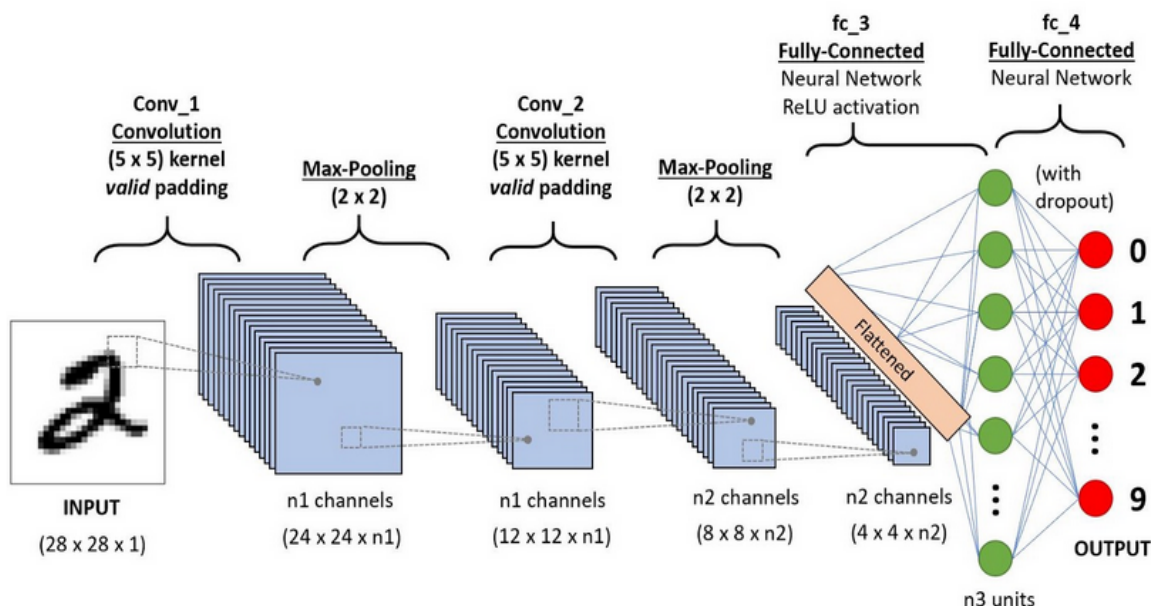 fc_3
Fully-Connected
Neural Network
ReLU activation
fc_4
Fully-Connected
Neural Network
Conv_1
Convolution
(5 x 5) kernel
valid padding
Max-Pooling
(2 x 2)
Conv_2
Convolution
(5 x 5) kernel
valid padding
Max-Pooling
(2 x 2)
(with
dropout)
Flattened
0
1
2
9
INPUT
(28 x 28 x 1)
n1 channels
(24 x 24 x n1)
n1 channels
(12 x 12 x n1)
n2 channels
(8 x 8 x n2)
n2 channels
(4 x 4 x n2)
OUTPUT
n3 units
2